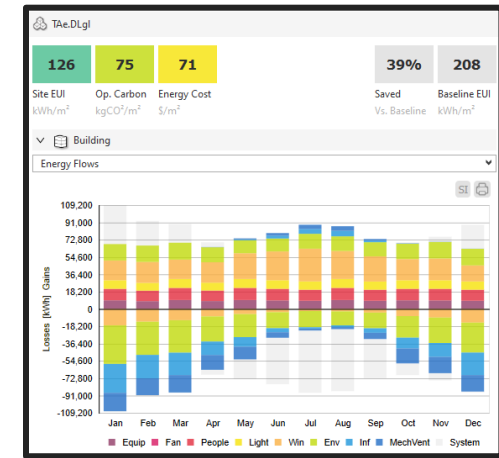 TAe.DLgl
126 75 71 39% 208
Site EUI Op. Carbon Energy Cost Saved Baseline EUI
kWh/m² kgCO²/m² $/m² Vs. Baseline kWh/m²
Building
Energy Flows
SI
109,200
91,000
72,800
54,600
36,400
18,200
0
-18,200
-36,400
-54,600
-72,800
-91,000
-109,200
Losses [kWh] Gains
Jan Feb Mar Apr May Jun Jul Aug Sep Oct Nov Dec
Equip Fan People Light Win Env Inf MechVent System